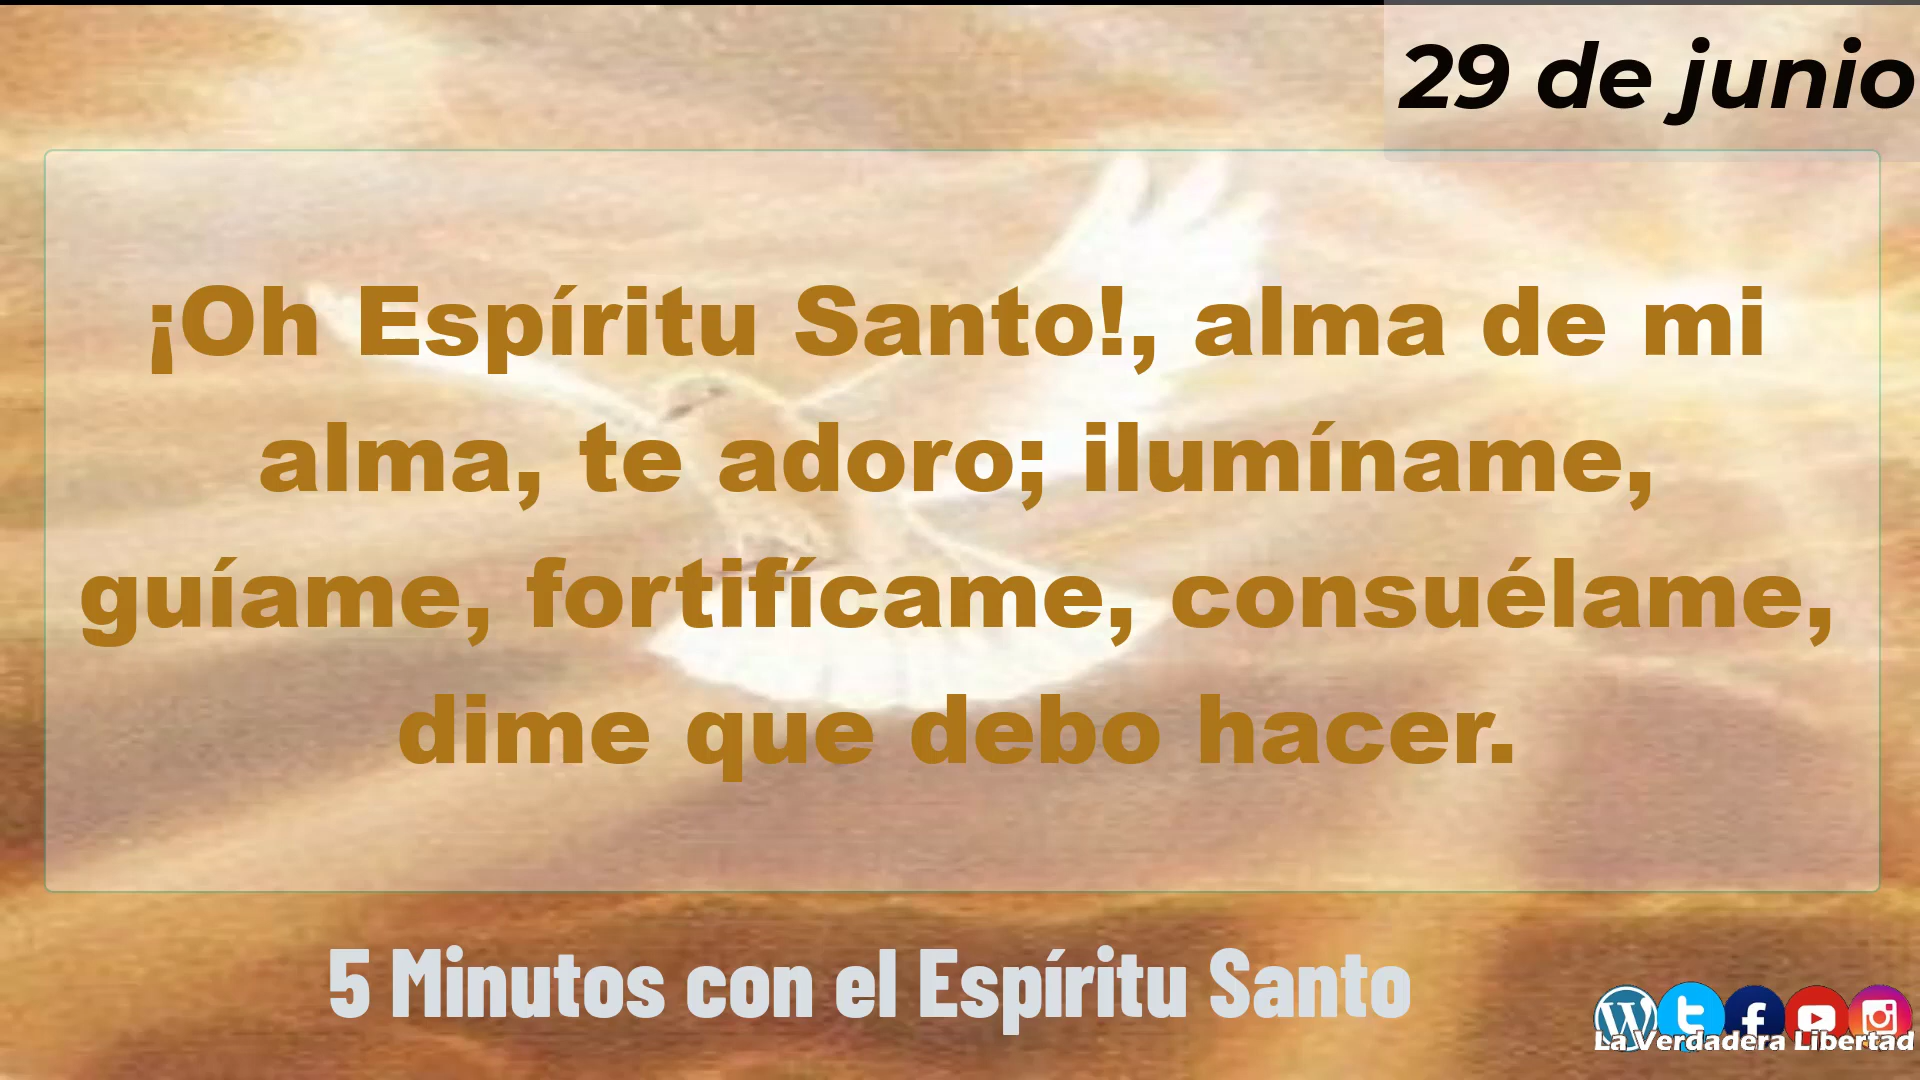 29 de junio
¡Oh Espíritu Santo!, alma de mi
alma, te adoro; ilumíname,
guíame, fortifícame, consuélame,
dime que debo hacer.
5 Minutos con el Espíritu Santo
La Verdadera Libertad